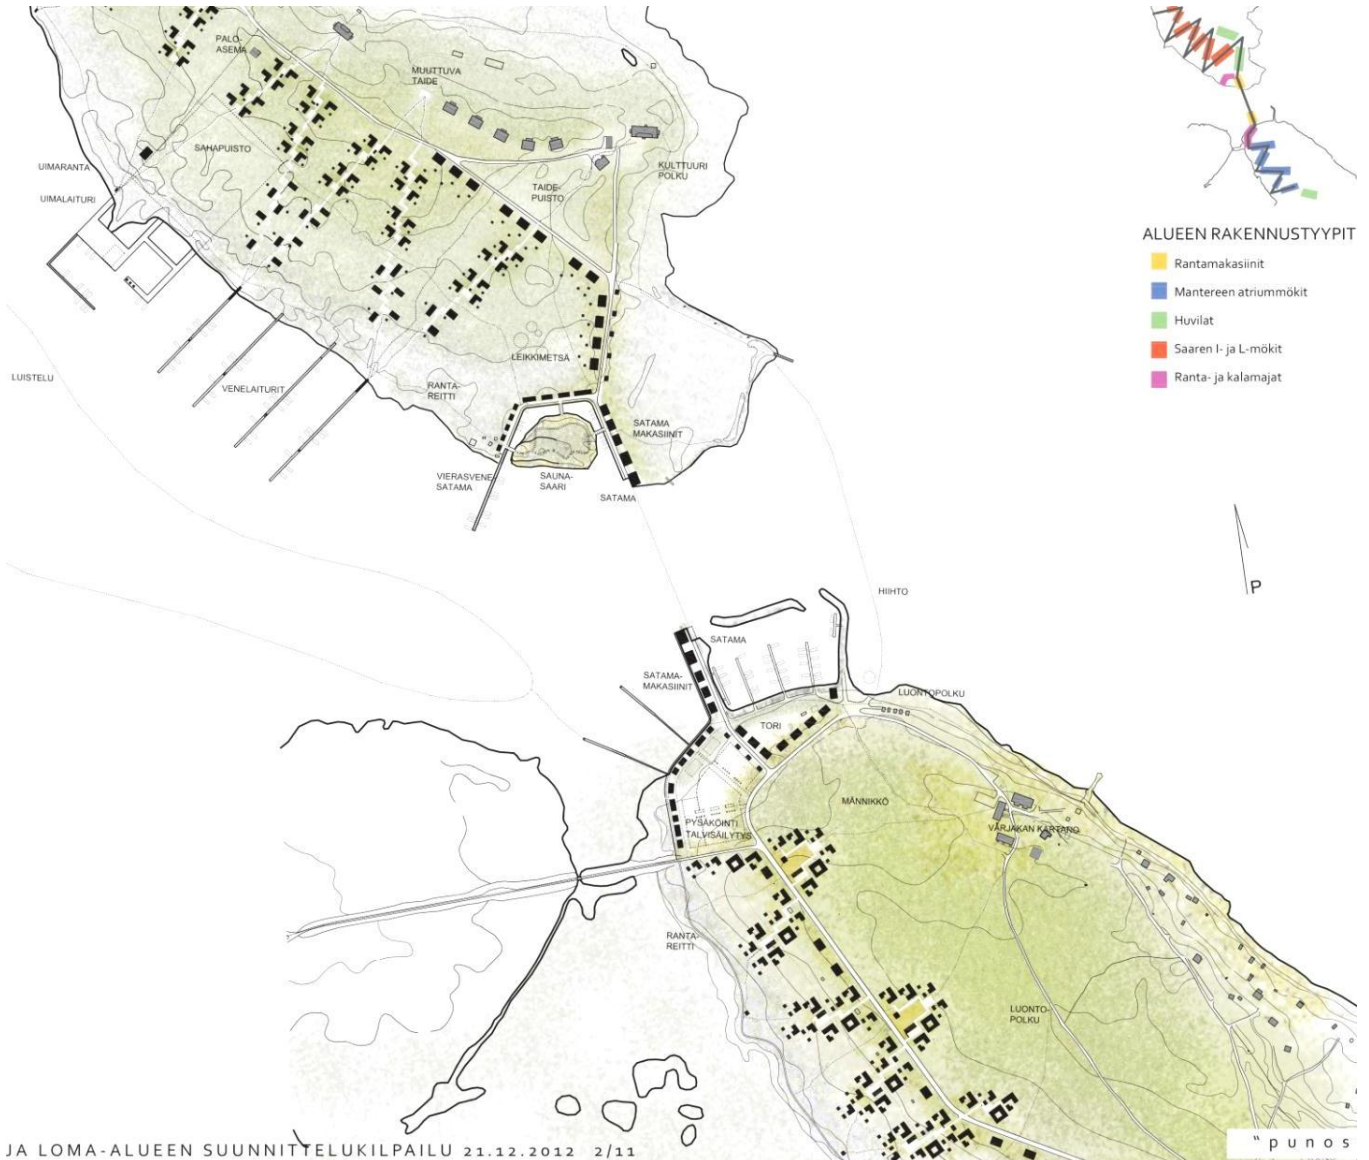 PALO-
ASEMA
MUUTTUVA
TAIDE
SAHAPUISTO
UIMARANTA
UIMALAITURI
KULTTUURI
POLKU
TAIDE-
PUISTO
LEIKKIMETSÄ
LUISTELU
VENELAITURIT
RANTA-
REITTI
SATAMA
MAKASIINIT
VIERASVENE
SATAMA
SAUNA-
SAARI
SATAMA
ALUEEN RAKENNUSTYYPIT
Rantamakasiinit
Mantereen atriummökit
Huvilat
Saaren I- ja L-mökit
Ranta- ja kalamajat
P
HIIHTO
SATAMA
SATAMA-
MAKASIINIT
LUONTOPOLKU
TORI
MÄNNIKKÖ
PYSÄKÖINTI
TALVISÄILYTYS
VARJAKAN KARTANO
RANTA-
REITTI
LUONTO-
POLKU
JA LOMA-ALUEEN SUUNNITTELUKILPAILU 21.12.2012 2/11
"punos